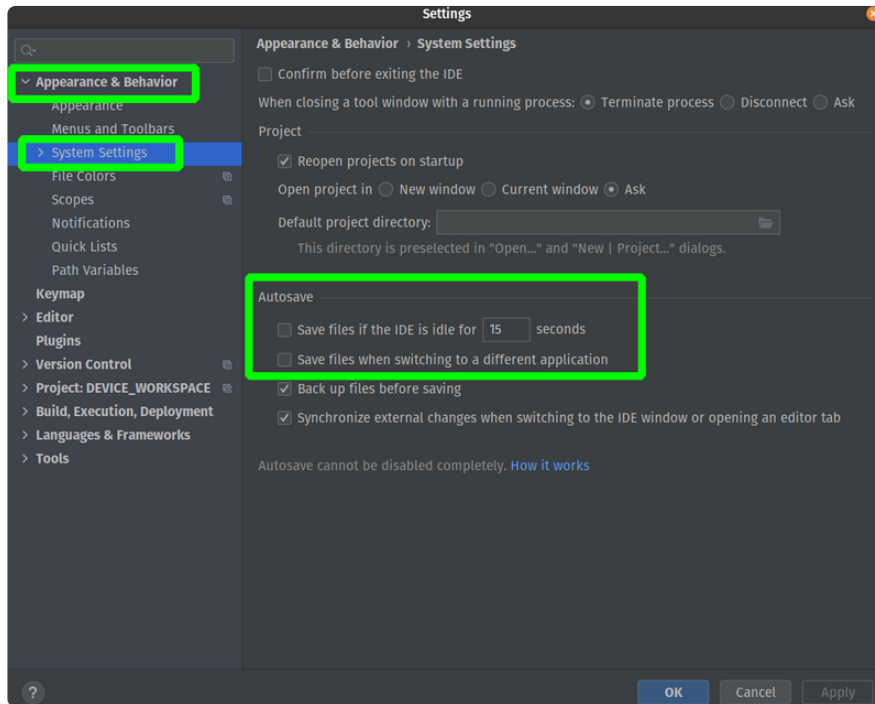 Settings
Appearance & Behavior
Appearance
Menus and Toolbars
System Settings
File Colors
Scopes
Notifications
Quick Lists
Path Variables
Keymap
Editor
Plugins
Version Control
Project: DEVICE_WORKSPACE
Build, Execution, Deployment
Languages & Frameworks
Tools
?
Appearance & Behavior › System Settings
Confirm before exiting the IDE
When closing a tool window with a running process: Terminate process Disconnect Ask
Project
Reopen projects on startup
Open project in New window Current window Ask
Default project directory:
This directory is preselected in "Open..." and "New | Project..." dialogs.
Autosave
Save files if the IDE is idle for 15 seconds
Save files when switching to a different application
Back up files before saving
Synchronize external changes when switching to the IDE window or opening an editor tab
Autosave cannot be disabled completely. How it works
OK Cancel Apply